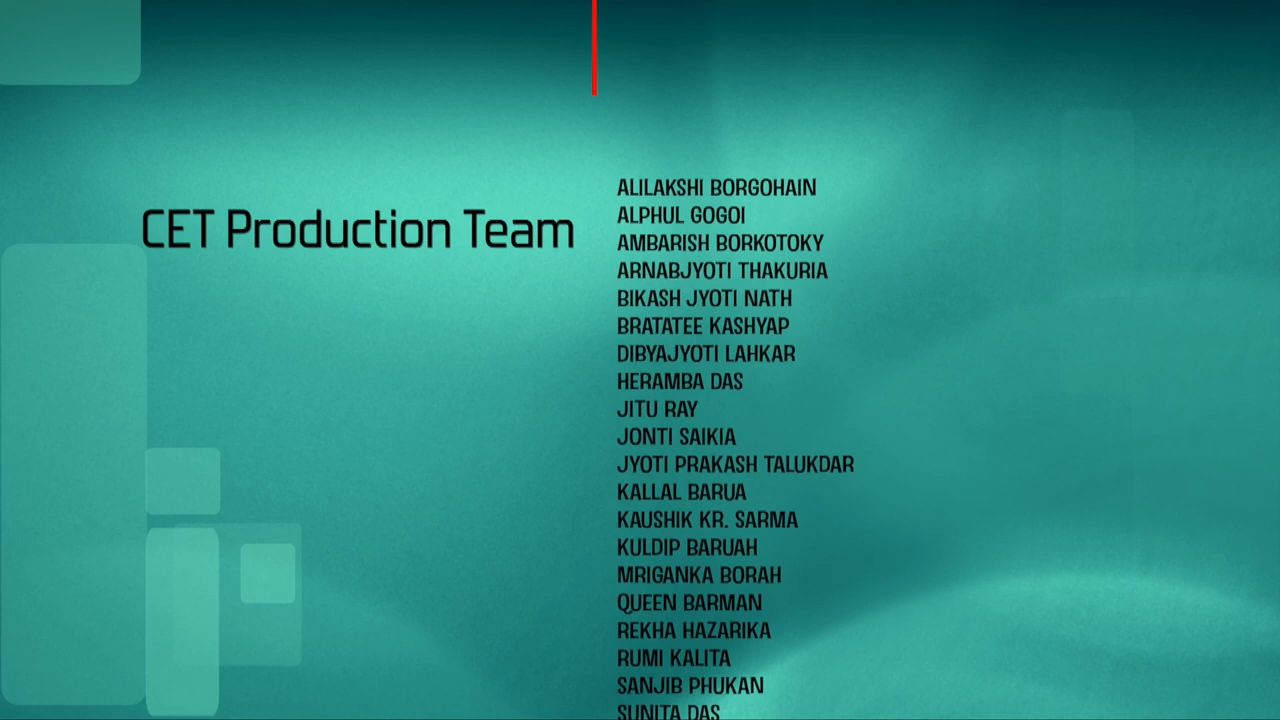 CET Production Team
ALILAKSHI BORGOHAIN
ALPHUL GOGOI
AMBARISH BORKOTOKY
ARNABJYOTI THAKURIA
BIKASH JYOTI NATH
BRATATEE KASHYAP
DIBYAJYOTI LAHKAR
HERAMBA DAS
JITU RAY
JONTI SAIKIA
JYOTI PRAKASH TALUKDAR
KALLAL BARUA
KAUSHIK KR. SARMA
KULDIP BARUAH
MRIGANKA BORAH
QUEEN BARMAN
REKHA HAZARIKA
RUMI KALITA
SANJIB PHUKAN
SUNITA DAS